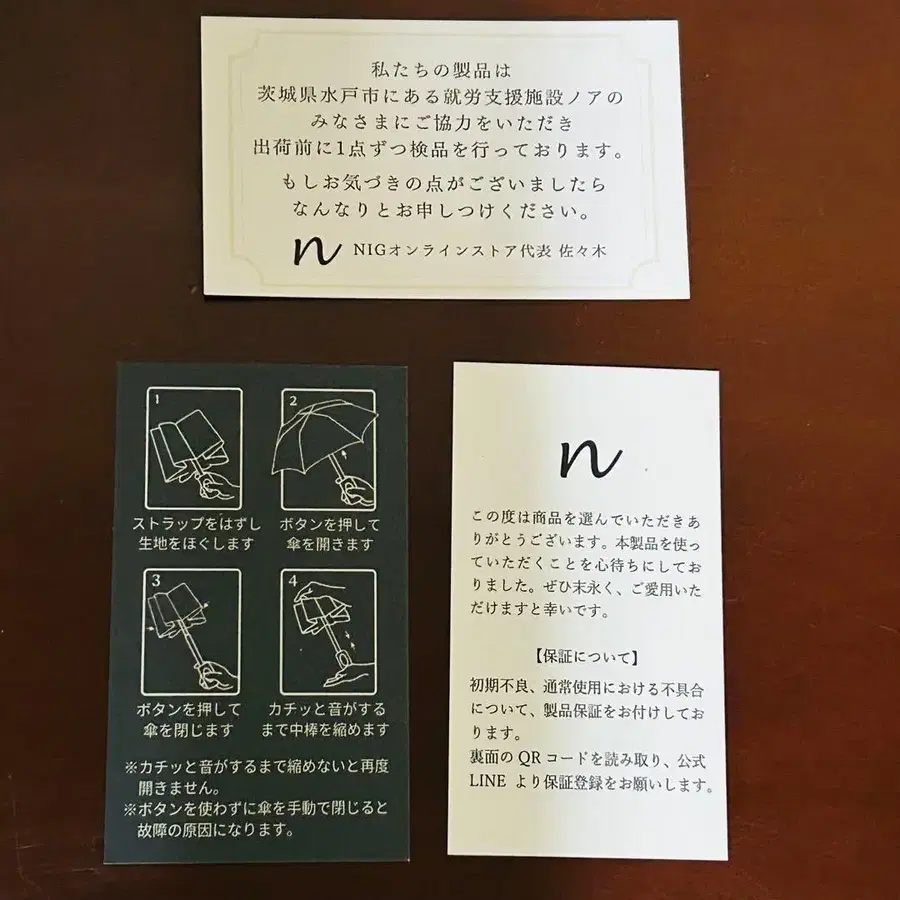 私たちの製品は
茨城県水戸市にある就労支援施設ノアの
みなさまにご協力をいただき
出荷前に1点ずつ検品を行っております。
もしお気づきの点がございましたら
なんなりとお申しつけください。
n NIGオンラインストア代表 佐々木
1
ストラップをはずし
生地をほぐします
2
ボタンを押して
傘を開きます
3
ボタンを押して
傘を閉じます
4
カチッと音がする
まで中棒を縮めます
※カチッと音がするまで縮めないと再度
開きません。
※ボタンを使わずに傘を手動で閉じると
故障の原因になります。
n
この度は商品を選んでいただきあ
りがとうございます。本製品を使っ
ていただくことを心待ちにしてお
りました。ぜひ末永く、ご愛用いた
だけますと幸いです。
【保証について】
初期不良、通常使用における不具合
について、製品保証をお付けしてお
ります。
裏面のQRコードを読み取り、公式
LINE より保証登録をお願いします。